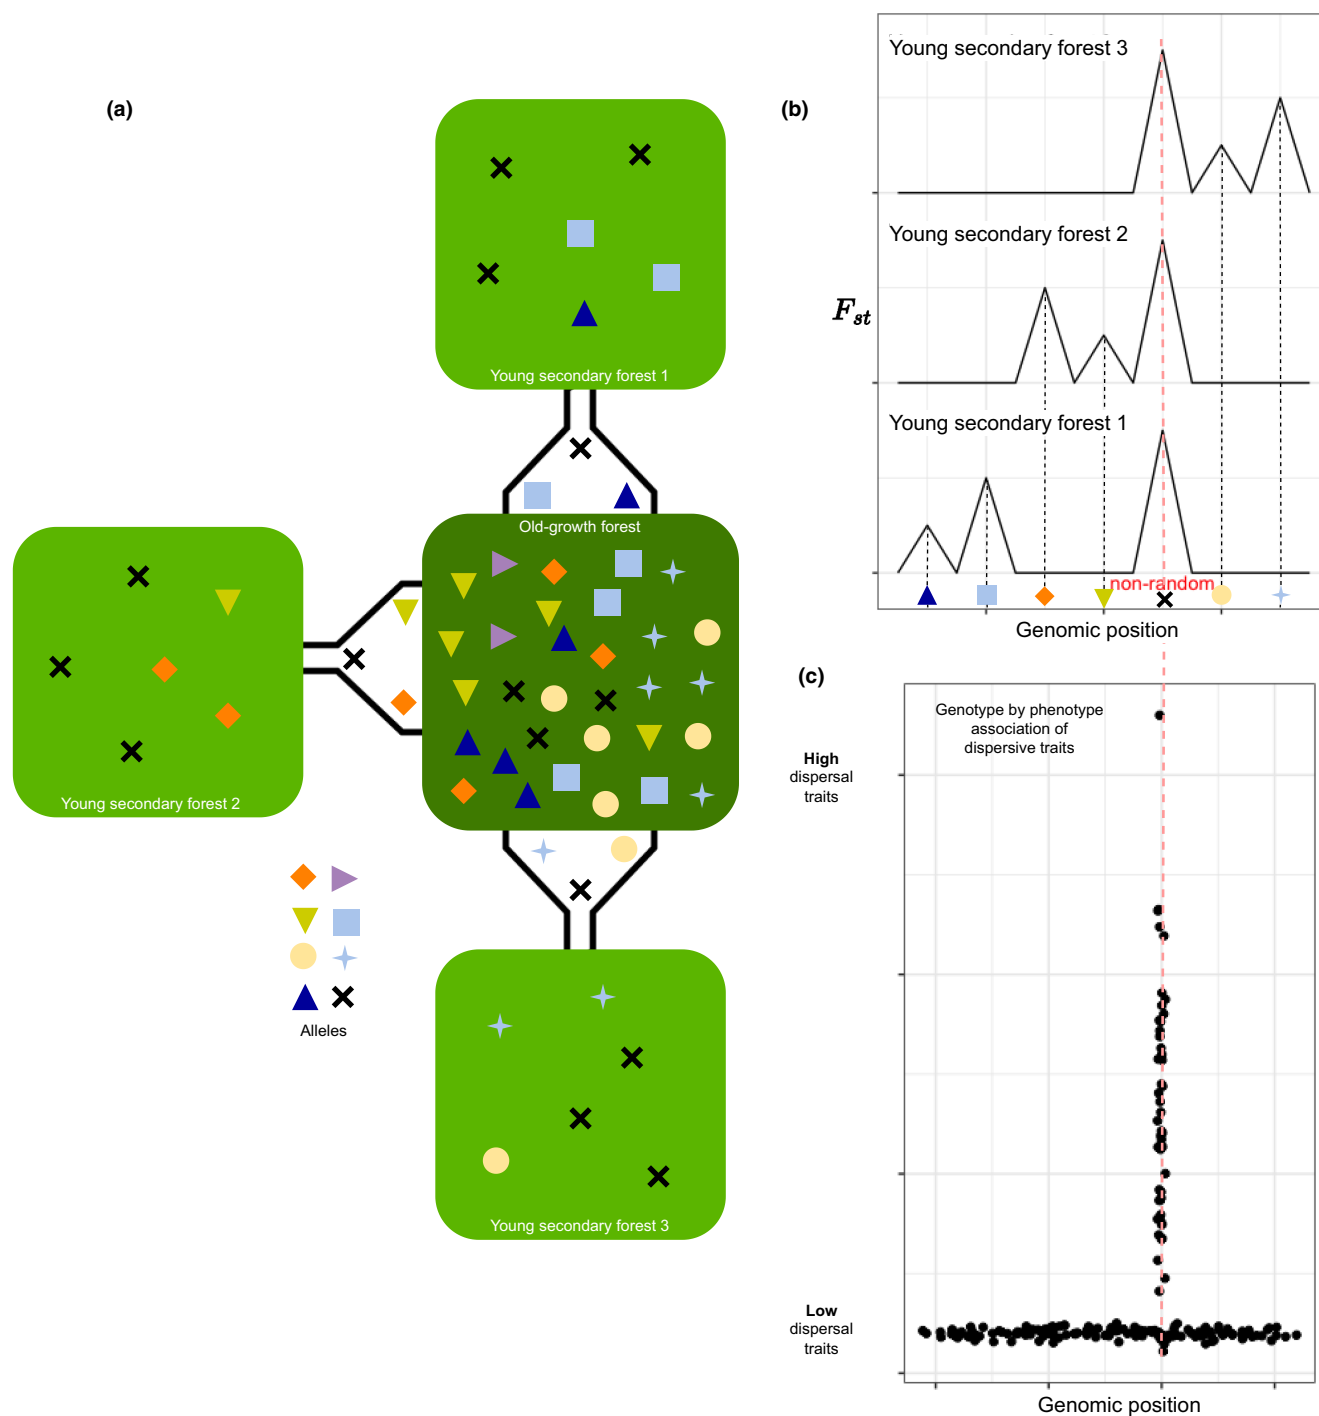 (a)
Young secondary forest 1
Old-growth forest
Young secondary forest 2
Alleles
Young secondary forest 3
(b)
Young secondary forest 3
Young secondary forest 2
Fst
Young secondary forest 1
non-random
Genomic position
(c)
Genotype by phenotype
association of
dispersive traits
High
dispersal
traits
Low
dispersal
traits
Genomic position